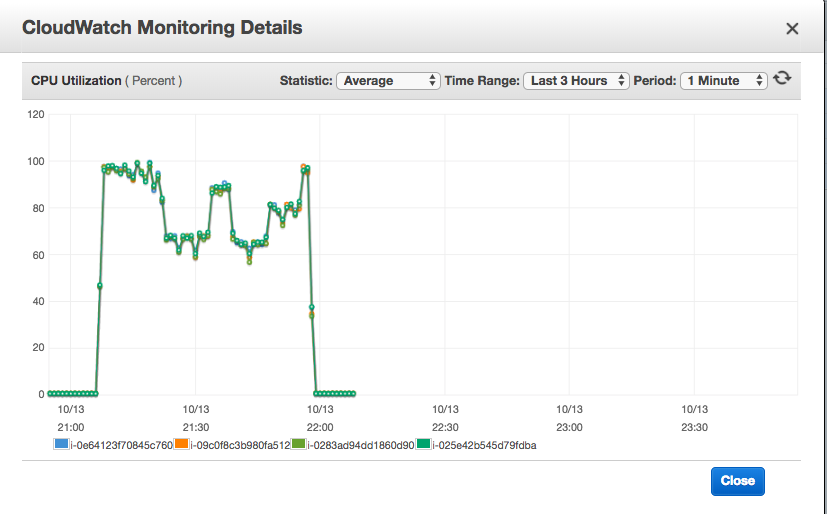 CloudWatch Monitoring Details
CPU Utilization ( Percent ) Statistic: Average Time Range: Last 3 Hours Period: 1 Minute
120
100
80
60
40
20
0
10/13 10/13 10/13 10/13 10/13 10/13
21:00 21:30 22:00 22:30 23:00 23:30
i-0e64123f70845c760 i-09c0f8c3b980fa512 i-0283ad94dd1860d90 i-025e42b545d79fdba
Close